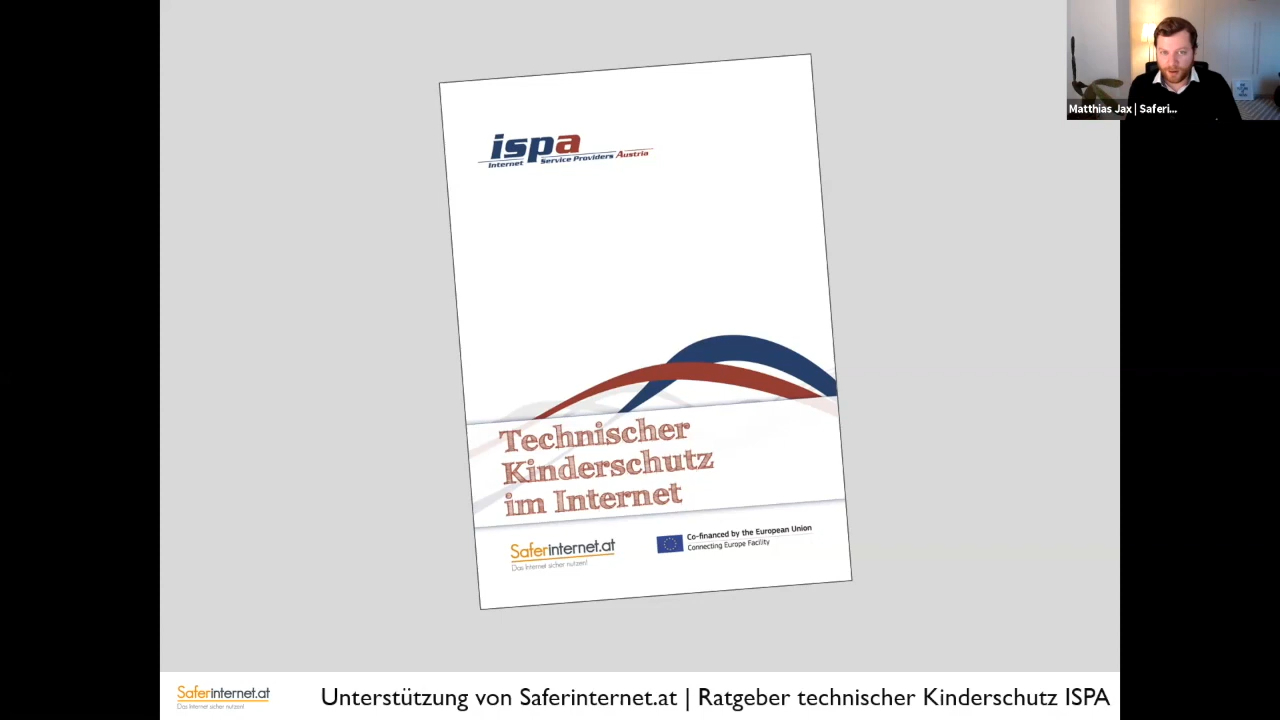 ispa
Internet Service Providers Austria
Technischer
Kinderschutz
im Internet
Saferinternet.at
Das Internet sicher nutzen!
Co-financed by the European Union
Connecting Europe Facility
Matthias Jax | Saferi...
Saferinternet.at
Das Internet sicher nutzen!
Unterstützung von Saferinternet.at | Ratgeber technischer Kinderschutz ISPA